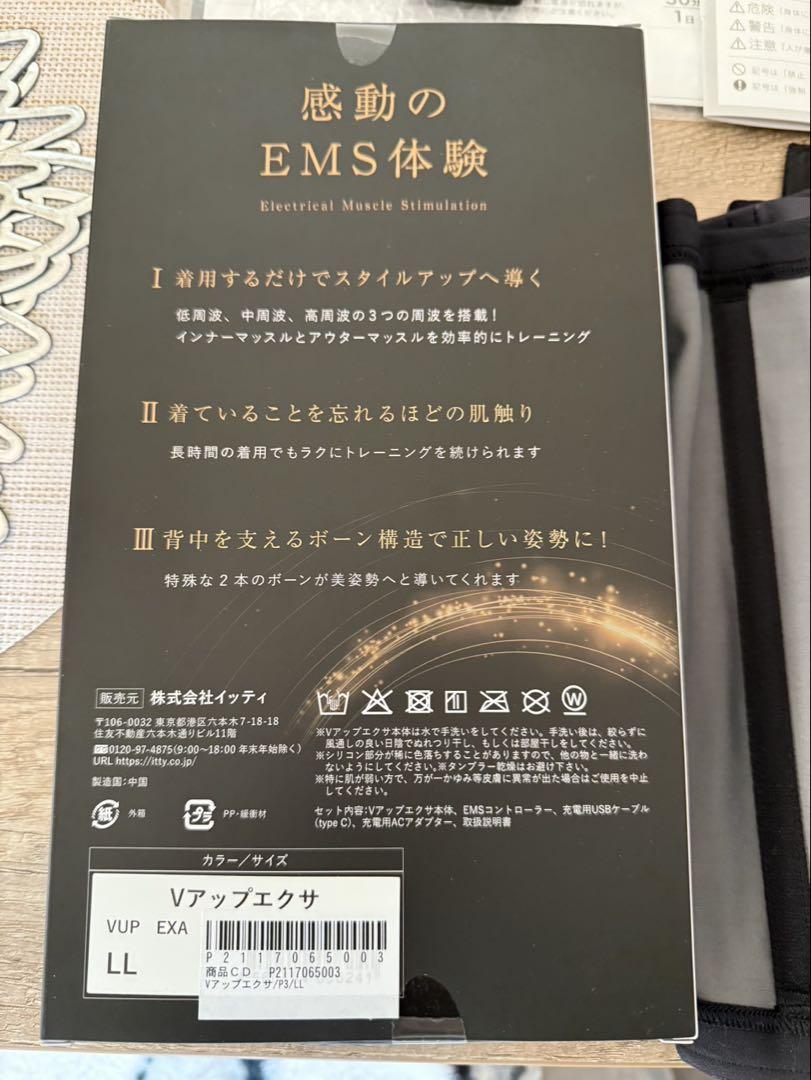 感動の
EMS体験
Electrical Muscle Stimulation
Ⅰ 着用するだけでスタイルアップへ導く
低周波、中周波、高周波の3つの周波を搭載！
インナーマッスルとアウターマッスルを効率的にトレーニング
Ⅱ 着ていることを忘れるほどの肌触り
長時間の着用でもラクにトレーニングを続けられます
Ⅲ 背中を支えるボーン構造で正しい姿勢に！
特殊な2本のボーンが美姿勢へと導いてくれます
販売元 株式会社イッティ
〒106-0032 東京都港区六本木7-18-18
住友不動産六本木通りビル11階
0120-97-4875(9:00〜18:00 年末年始除く)
URL https://itty.co.jp/
製造国:中国
紙 外箱
プラ PP・緩衝材
W
※Vアップエクサ本体は水で手洗いをしてください。手洗い後は、絞らずに
風通しの良い日陰でぬれつり干し、もしくは部屋干しをしてください。
※シリコン部分が稀に色落ちすることがありますので、他の物と一緒に洗わ
ないようにしてください。※タンブラー乾燥はお避け下さい。
※特に肌が弱い方で、万が一かゆみ等皮膚に異常が出た場合はご使用を中止
してください。
セット内容:Vアップエクサ本体、EMSコントローラー、充電用USBケーブル
(type C)、充電用ACアダプター、取扱説明書
カラー／サイズ
Vアップエクサ
VUP EXA
LL
P2117065003
商品CD P2117065003
Vアップエクサ/P3/LL
1日
危険
警告
注意
記号は「禁止
記号は「強制